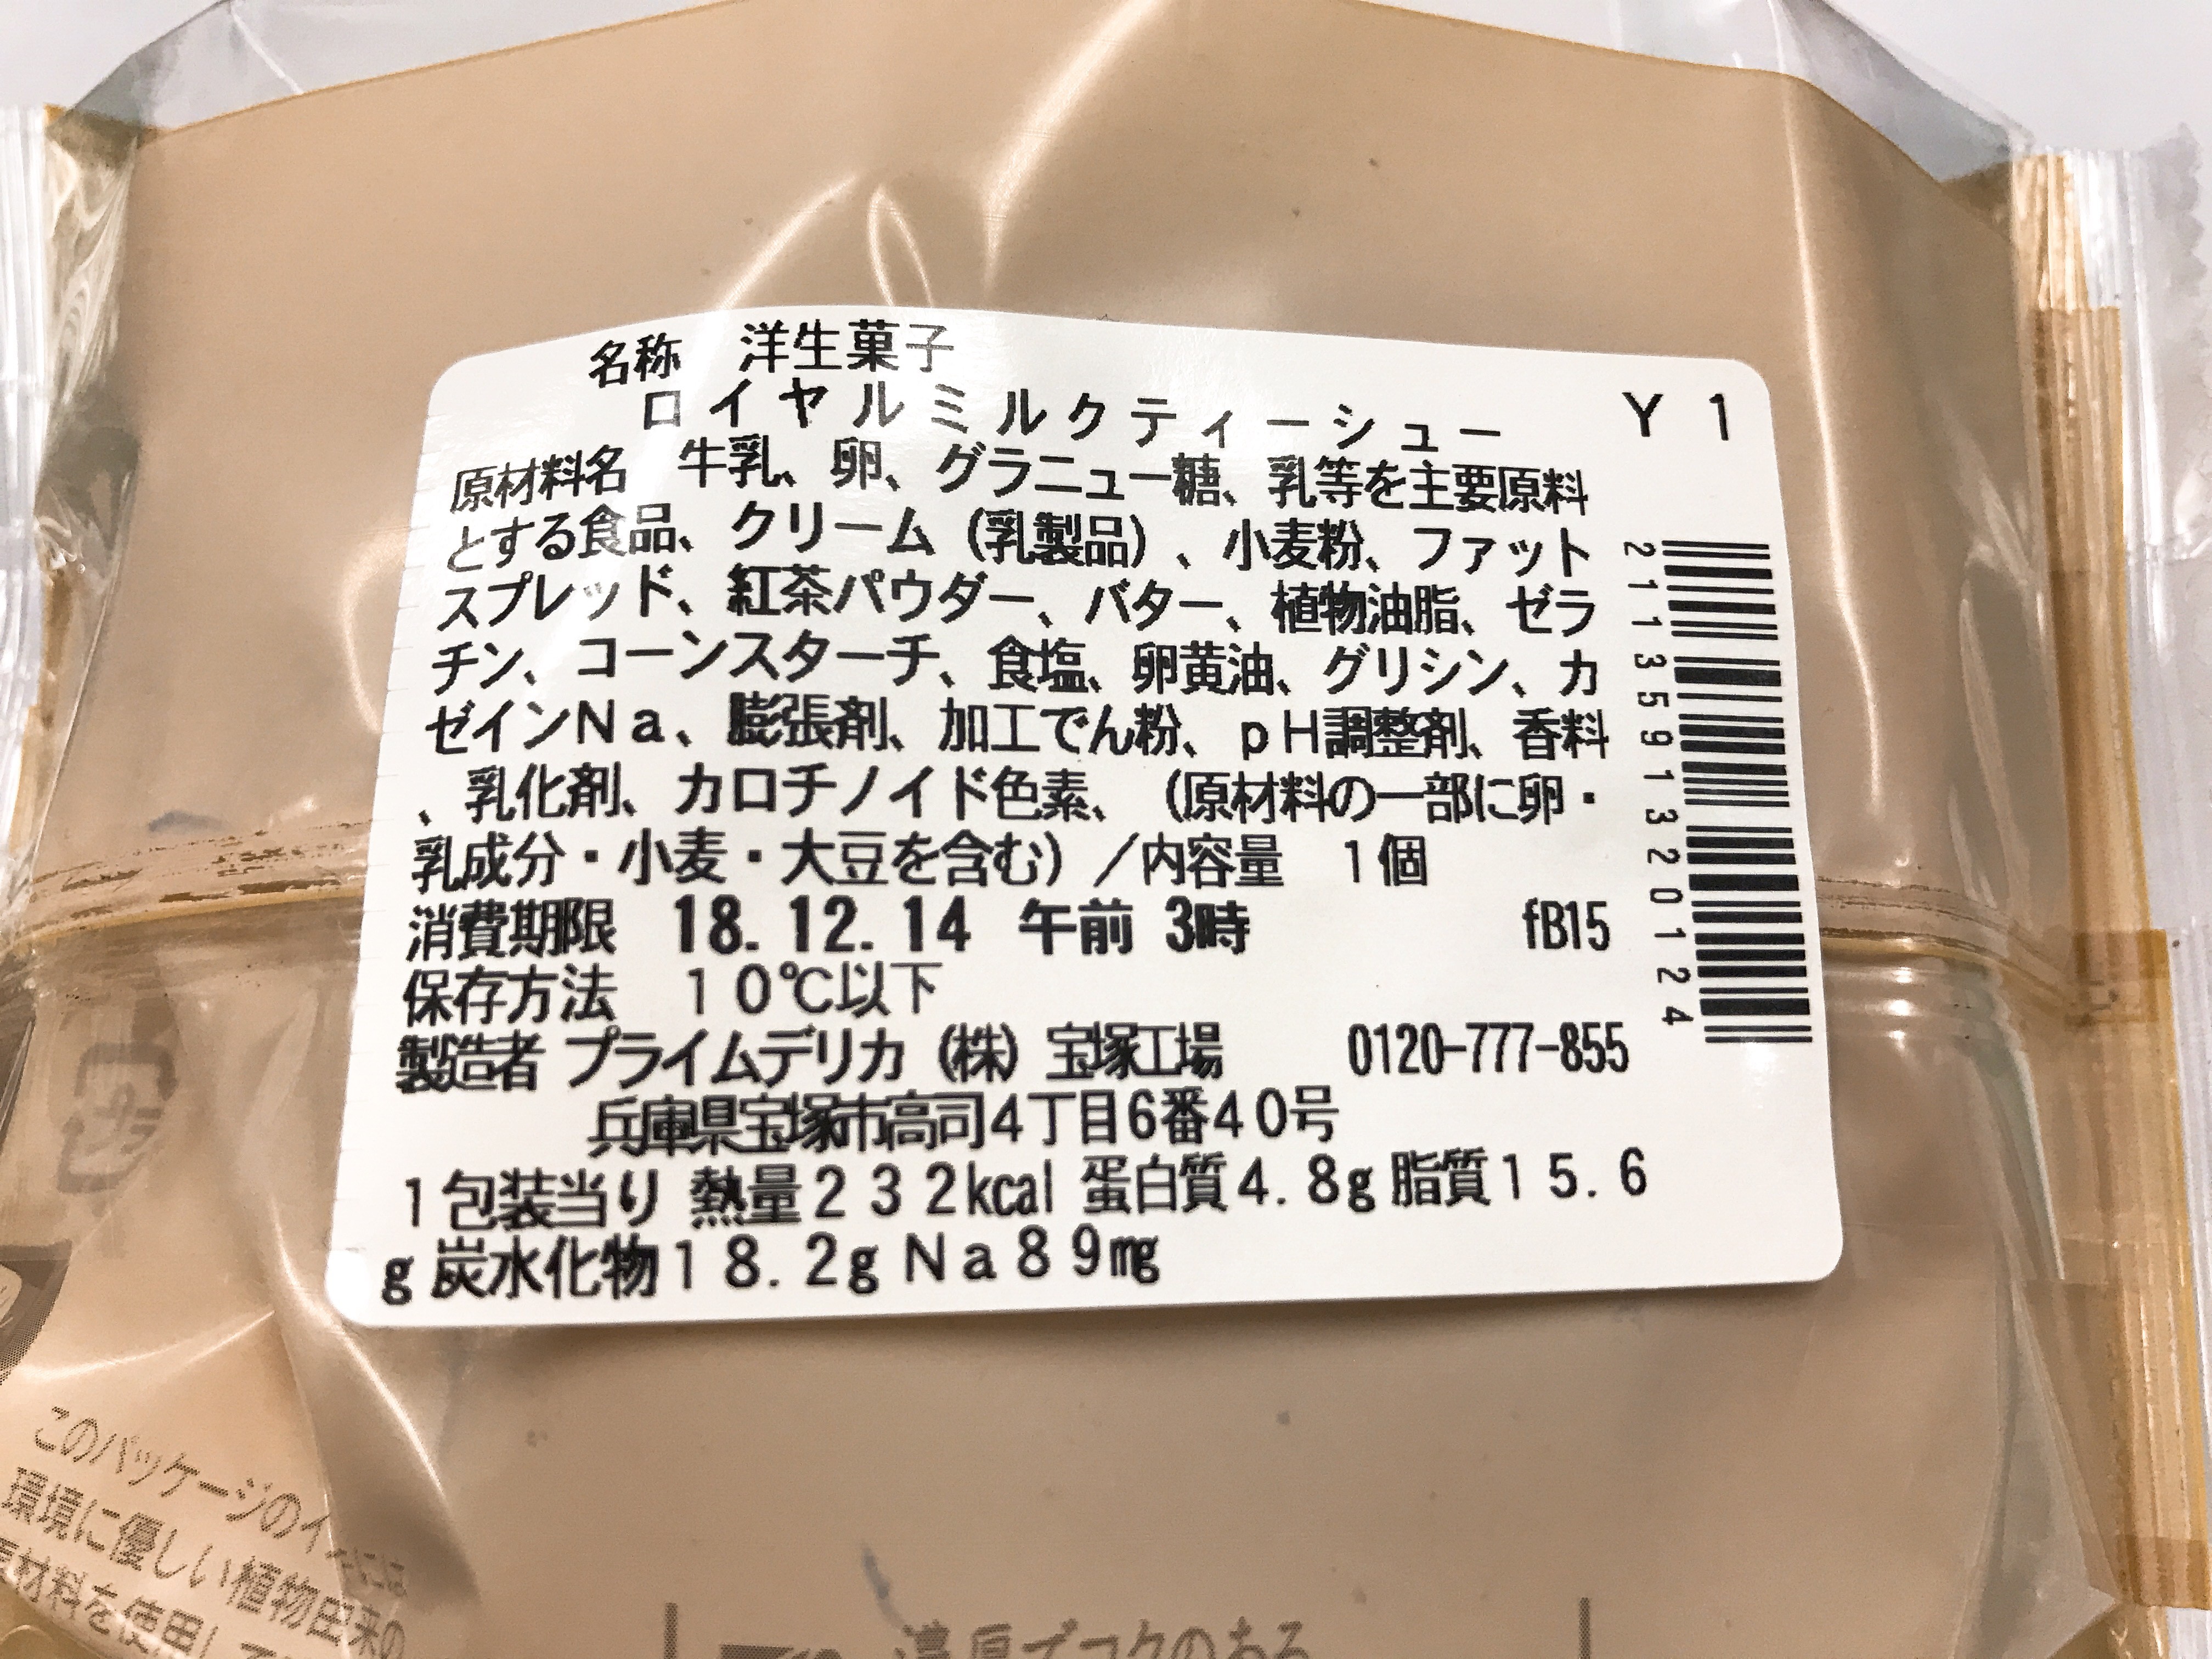 名称 洋生菓子
ロイヤルミルクティーシュー Y1
原材料名 牛乳、卵、グラニュー糖、乳等を主要原料
とする食品、クリーム（乳製品）、小麦粉、ファット
スプレッド、紅茶パウダー、バター、植物油脂、ゼラ
チン、コーンスターチ、食塩、卵黄油、グリシン、カ
ゼインNa、膨張剤、加工でん粉、pH調整剤、香料
、乳化剤、カロチノイド色素、（原材料の一部に卵・
乳成分・小麦・大豆を含む）／内容量 1個
消費期限 18.12.14 午前 3時 fB15
保存方法 10℃以下
製造者 プライムデリカ（株）宝塚工場 0120-777-855
兵庫県宝塚市高司4丁目6番40号
1包装当り 熱量232kcal 蛋白質4.8g 脂質15.6
g 炭水化物18.2g Na89mg
2113591320124
このパッケージの
環境に優しい植物由来の
材料を使用して
濃厚でコクのある